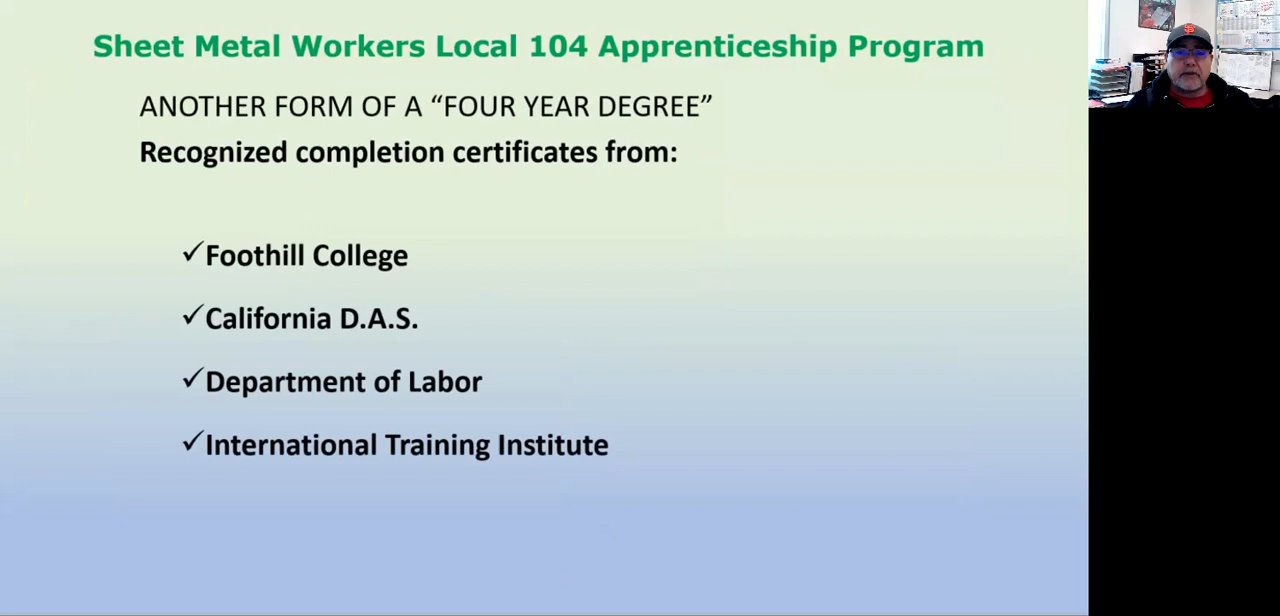 Sheet Metal Workers Local 104 Apprenticeship Program
ANOTHER FORM OF A “FOUR YEAR DEGREE”
Recognized completion certificates from:
✓Foothill College
✓California D.A.S.
✓Department of Labor
✓International Training Institute